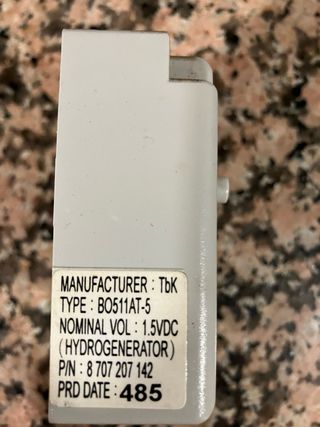 MANUFACTURER : TbK
TYPE : BO511AT-5
NOMINAL VOL : 1.5VDC
( HYDROGENERATOR )
P/N : 8 707 207 142
PRD DATE : 485